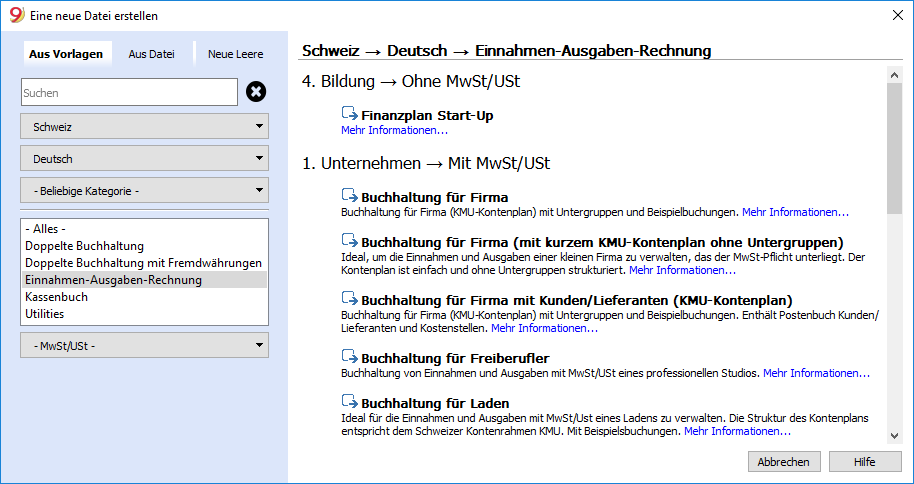 9 Eine neue Datei erstellen
Aus Vorlagen Aus Datei Neue Leere
Suchen
Schweiz
Deutsch
- Beliebige Kategorie -
- Alles -
Doppelte Buchhaltung
Doppelte Buchhaltung mit Fremdwährungen
Einnahmen-Ausgaben-Rechnung
Kassenbuch
Utilities
- MwSt/USt -
Schweiz → Deutsch → Einnahmen-Ausgaben-Rechnung
4. Bildung → Ohne MwSt/USt
Finanzplan Start-Up
Mehr Informationen...
1. Unternehmen → Mit MwSt/USt
Buchhaltung für Firma
Buchhaltung für Firma (KMU-Kontenplan) mit Untergruppen und Beispielbuchungen. Mehr Informationen...
Buchhaltung für Firma (mit kurzem KMU-Kontenplan ohne Untergruppen)
Ideal, um die Einnahmen und Ausgaben einer kleinen Firma zu verwalten, das der MwSt-Pflicht unterliegt. Der
Kontenplan ist einfach und ohne Untergruppen strukturiert. Mehr Informationen...
Buchhaltung für Firma mit Kunden/Lieferanten (KMU-Kontenplan)
Buchhaltung für Firma (KMU-Kontenplan) mit Untergruppen und Beispielbuchungen. Enthält Postenbuch Kunden/
Lieferanten und Kostenstellen. Mehr Informationen...
Buchhaltung für Freiberufler
Buchhaltung von Einnahmen und Ausgaben mit MwSt/USt eines professionellen Studios. Mehr Informationen...
Buchhaltung für Laden
Ideal für die Einnahmen und Ausgaben mit MwSt/Ust eines Ladens zu verwalten. Die Struktur des Kontenplans
entspricht dem Schweizer Kontenrahmen KMU. Mit Beispielsbuchungen. Mehr Informationen...
Abbrechen Hilfe